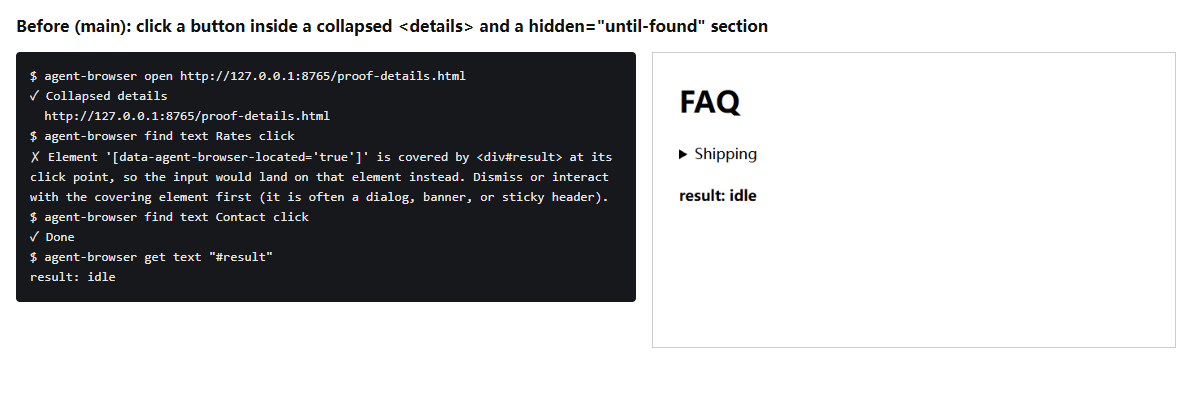 Before (main): click a button inside a collapsed <details> and a hidden="until-found" section
$ agent-browser open http://127.0.0.1:8765/proof-details.html
✓ Collapsed details
http://127.0.0.1:8765/proof-details.html
$ agent-browser find text Rates click
✗ Element '[data-agent-browser-located='true']' is covered by <div#result> at its
click point, so the input would land on that element instead. Dismiss or interact
with the covering element first (it is often a dialog, banner, or sticky header).
$ agent-browser find text Contact click
✓ Done
$ agent-browser get text "#result"
result: idle
FAQ
▶ Shipping
result: idle